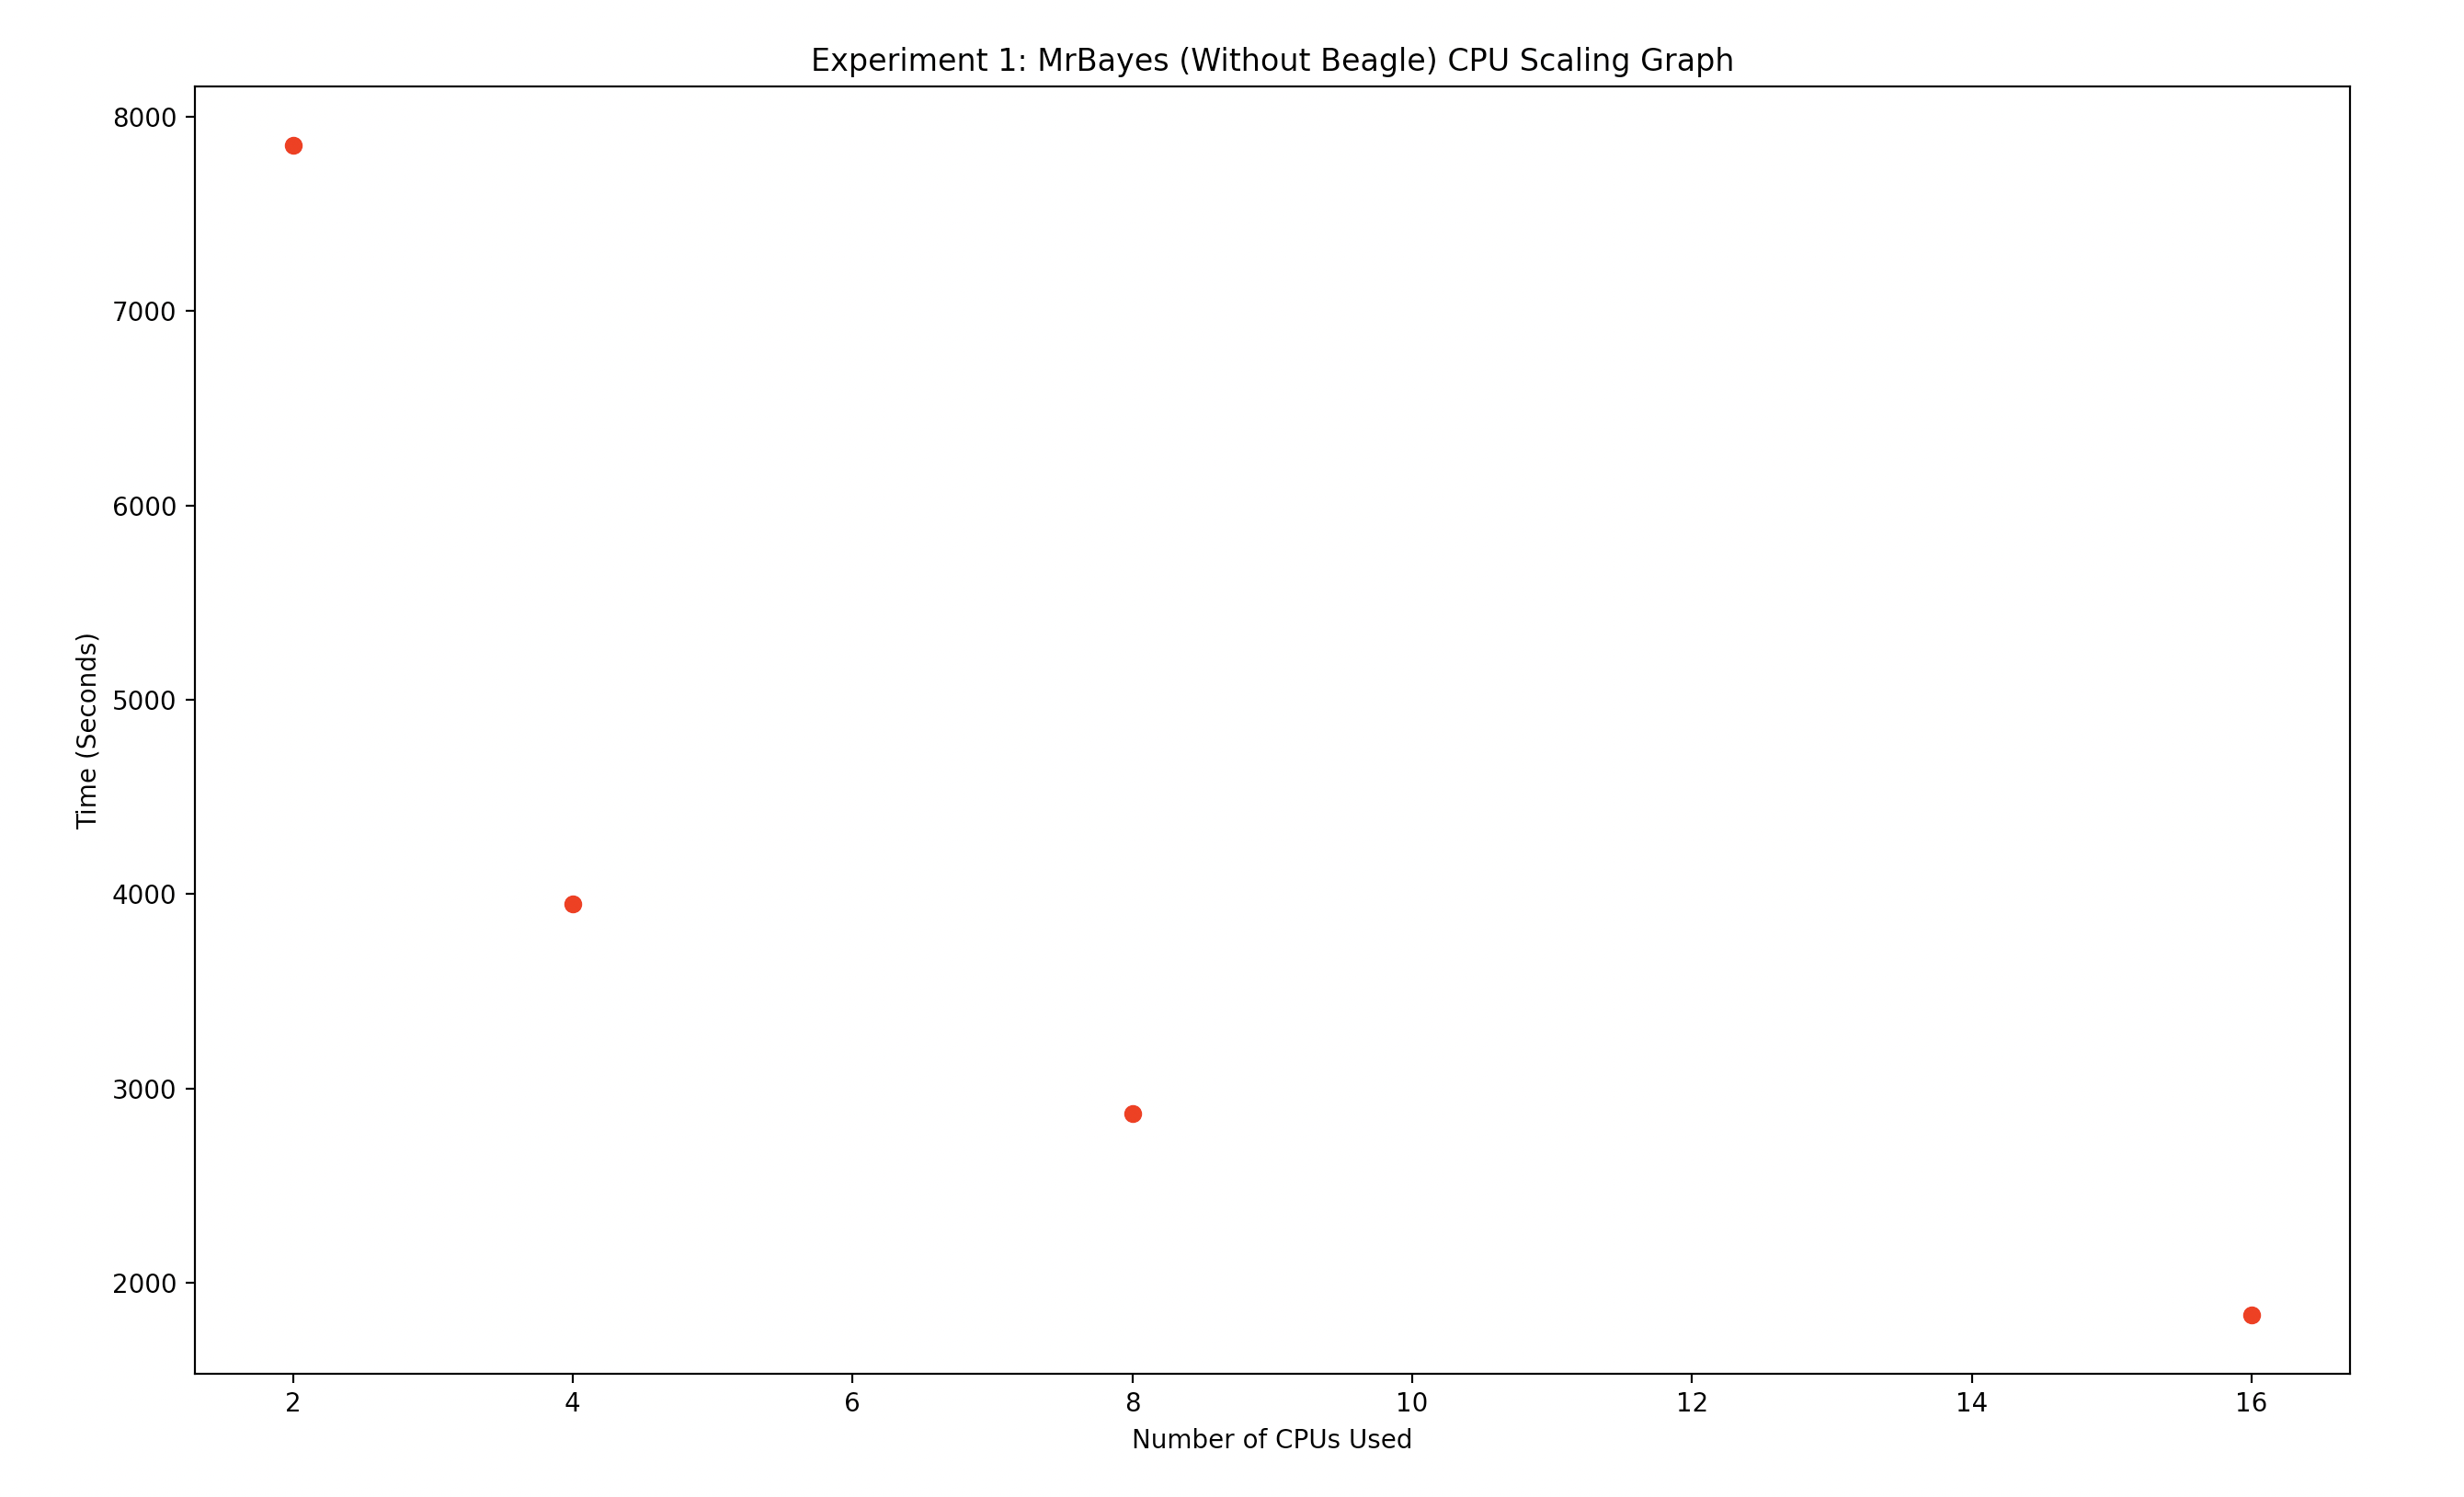 Experiment 1: MrBayes (Without Beagle) CPU Scaling Graph
8000
7000
6000
5000
4000
3000
2000
Time (Seconds)
2 4 6 8 10 12 14 16
Number of CPUs Used